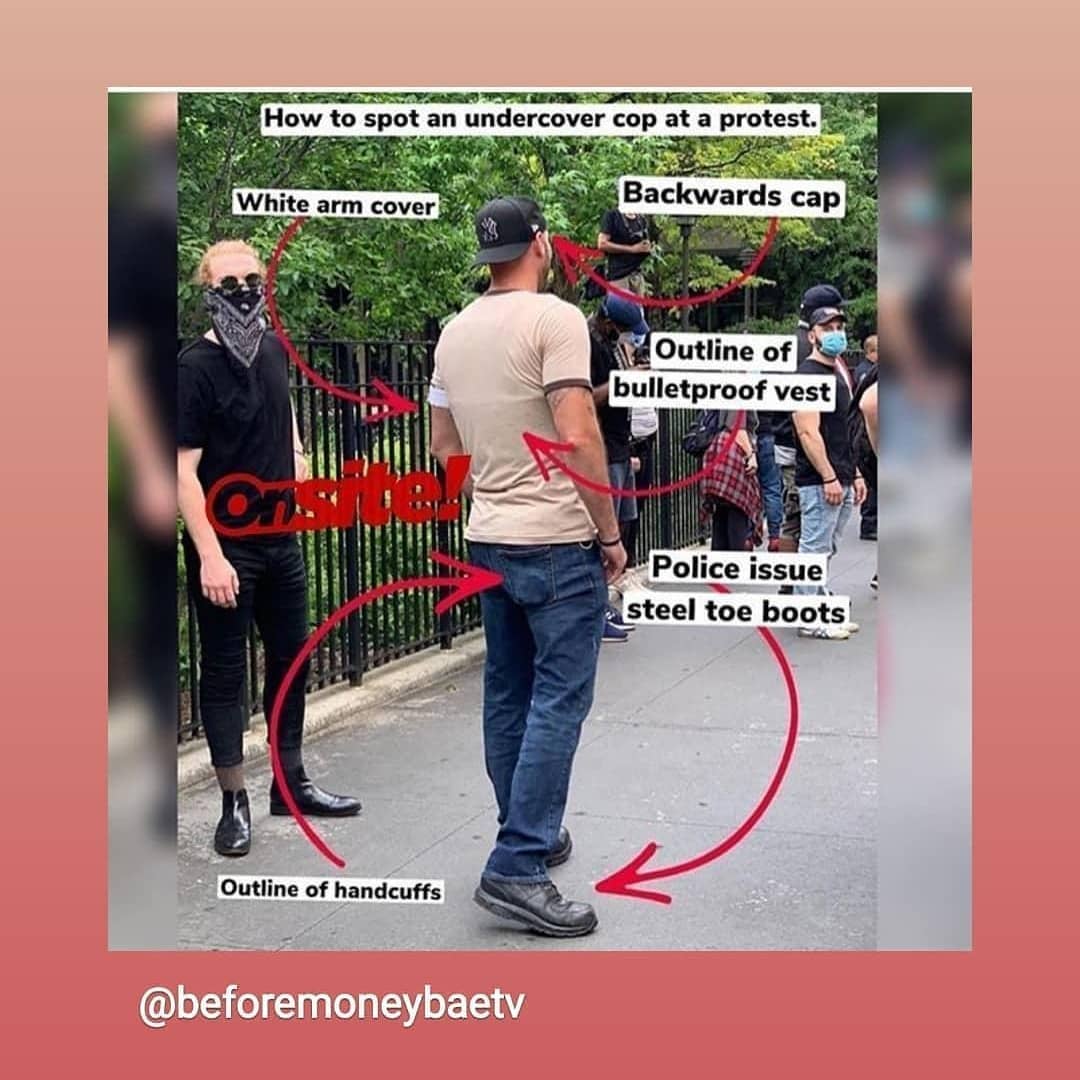 How to spot an undercover cop at a protest.
White arm cover
Backwards cap
Outline of
bulletproof vest
Onsite!
Police issue
steel toe boots
Outline of handcuffs
@beforemoneybaetv